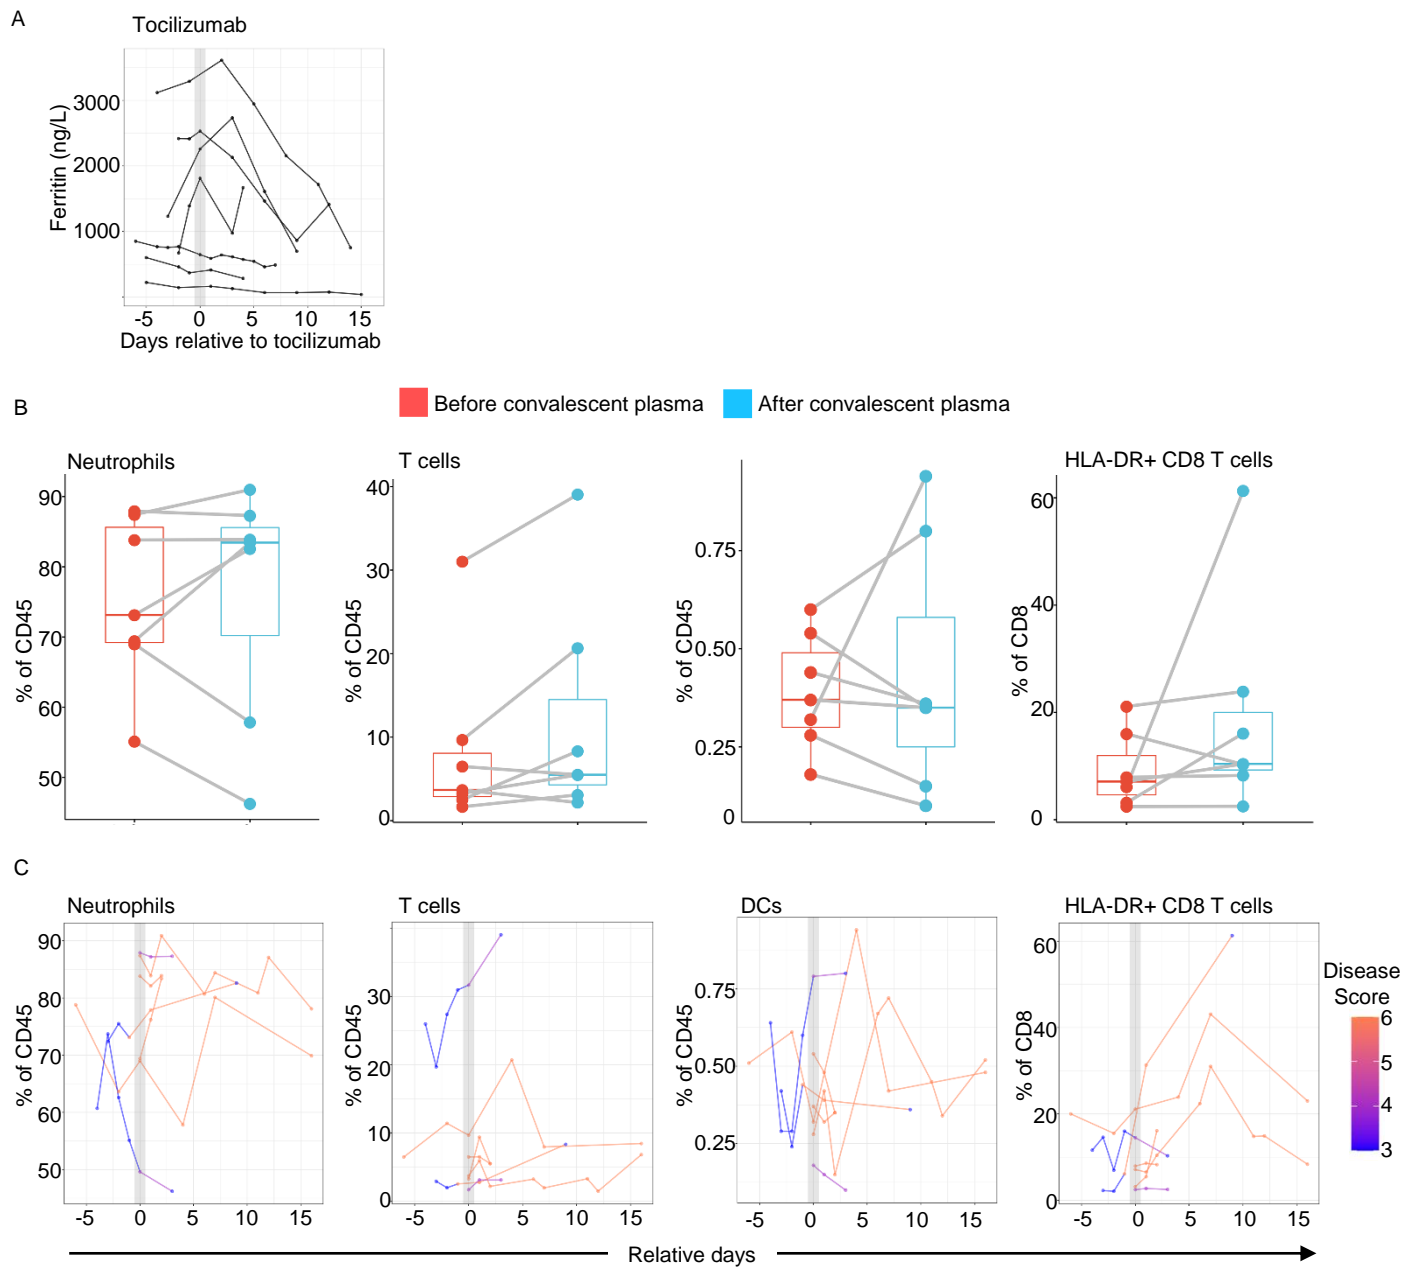 A
Tocilizumab
Ferritin (ng/L)
3000
2000
1000
-5 0 5 10 15
Days relative to tocilizumab
B
Before convalescent plasma After convalescent plasma
Neutrophils
% of CD45
90
80
70
60
50
T cells
% of CD45
40
30
20
10
0
% of CD45
0.75
0.50
0.25
0
HLA-DR+ CD8 T cells
% of CD8
60
40
20
0
C
Neutrophils
% of CD45
90
80
70
60
50
-5 0 5 10 15
T cells
% of CD45
30
20
10
0
-5 0 5 10 15
DCs
% of CD45
0.75
0.50
0.25
-5 0 5 10 15
HLA-DR+ CD8 T cells
% of CD8
60
40
20
0
-5 0 5 10 15
Disease
Score
6
5
4
3
Relative days